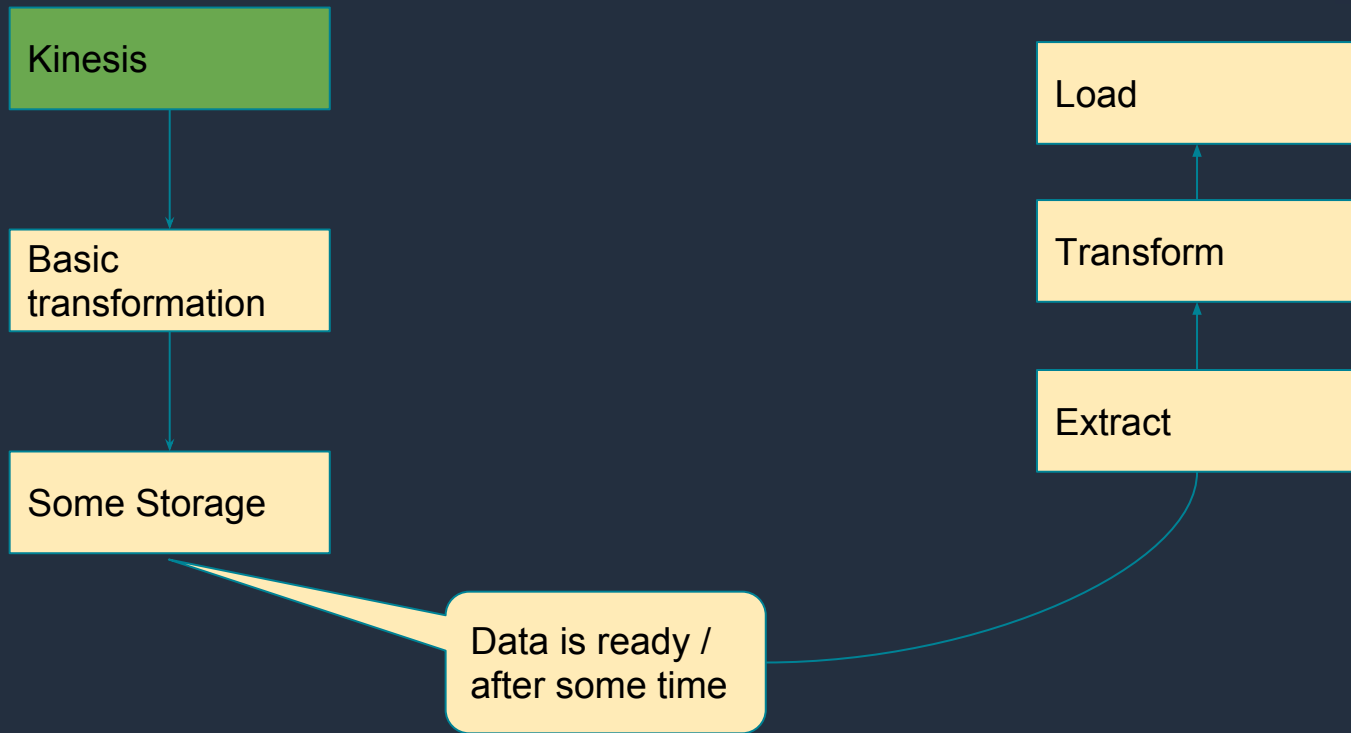 Kinesis
Basic
transformation
Some Storage
Data is ready /
after some time
Extract
Transform
Load